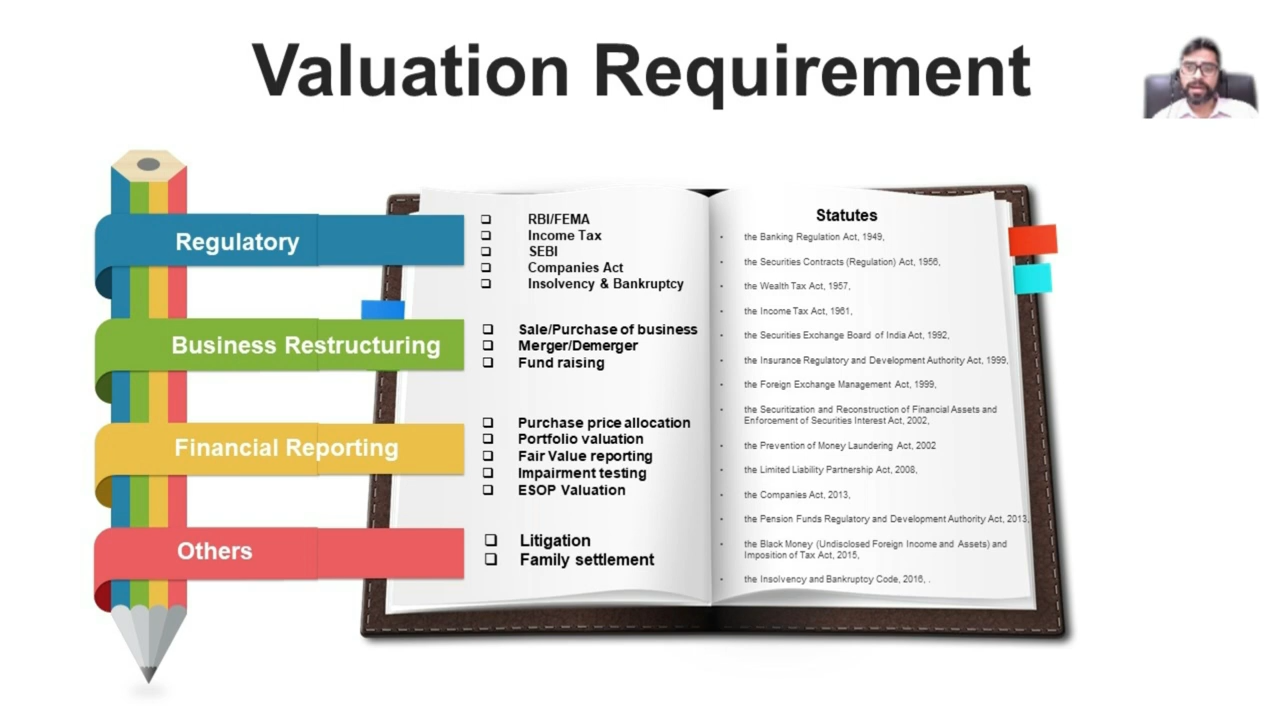 Valuation Requirement
Regulatory
RBI/FEMA
Income Tax
SEBI
Companies Act
Insolvency & Bankruptcy
Business Restructuring
Sale/Purchase of business
Merger/Demerger
Fund raising
Financial Reporting
Purchase price allocation
Portfolio valuation
Fair Value reporting
Impairment testing
ESOP Valuation
Others
Litigation
Family settlement
Statutes
the Banking Regulation Act, 1949,
the Securities Contracts (Regulation) Act, 1956,
the Wealth Tax Act, 1957,
the Income Tax Act, 1961,
the Securities Exchange Board of India Act, 1992,
the Insurance Regulatory and Development Authority Act, 1999,
the Foreign Exchange Management Act, 1999,
the Securitization and Reconstruction of Financial Assets and
Enforcement of Securities Interest Act, 2002,
the Prevention of Money Laundering Act, 2002
the Limited Liability Partnership Act, 2008,
the Companies Act, 2013,
the Pension Funds Regulatory and Development Authority Act, 2013,
the Black Money (Undisclosed Foreign Income and Assets) and
Imposition of Tax Act, 2015,
the Insolvency and Bankruptcy Code, 2016, .